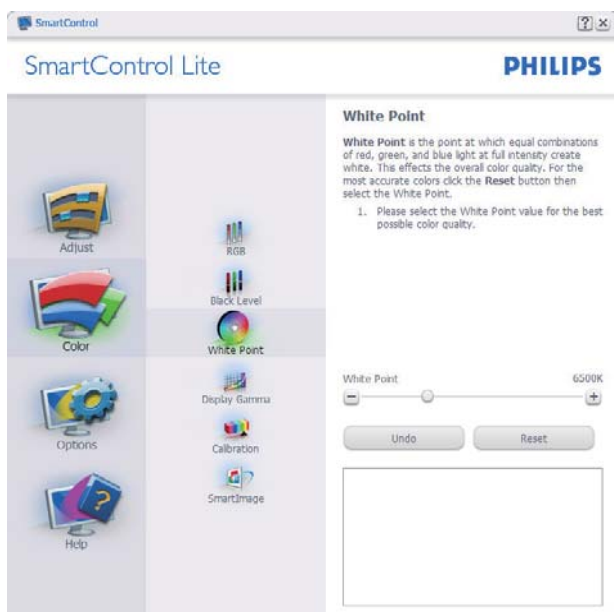 SmartControl
SmartControl Lite
PHILIPS
Adjust
Color
Options
Help
RGB
Black Level
White Point
Display Gamma
Calibration
SmartImage
White Point
White Point is the point at which equal combinations
of red, green, and blue light at full intensity create
white. This effects the overall color quality. For the
most accurate colors click the Reset button then
select the White Point.
1. Please select the White Point value for the best
possible color quality.
White Point 6500K
Undo Reset